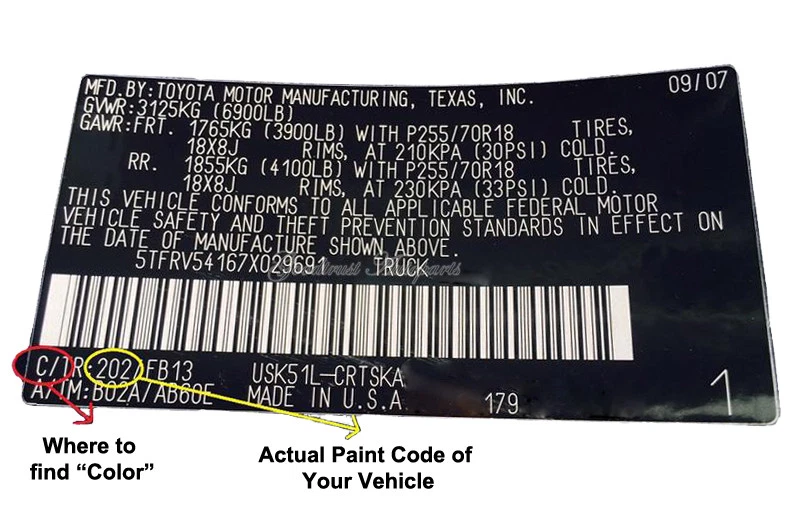 MFD.BY:TOYOTA MOTOR MANUFACTURING, TEXAS, INC. 09/07
GVWR:3125KG (6900LB)
GAWR:FRT. 1765KG (3900LB) WITH P255/70R18 TIRES,
18X8J RIMS, AT 210KPA (30PSI) COLD.
RR. 1855KG (4100LB) WITH P255/70R18 TIRES,
18X8J RIMS, AT 230KPA (33PSI) COLD.
THIS VEHICLE CONFORMS TO ALL APPLICABLE FEDERAL MOTOR
VEHICLE SAFETY AND THEFT PREVENTION STANDARDS IN EFFECT ON
THE DATE OF MANUFACTURE SHOWN ABOVE.
5TFRV54167X029691 TRUCK
C/TR:202/FB13 USK51L-CRTSKA
A/TM:B02A/AB60E MADE IN U.S.A. 179 1
Where to
find “Color”
Actual Paint Code of
Your Vehicle